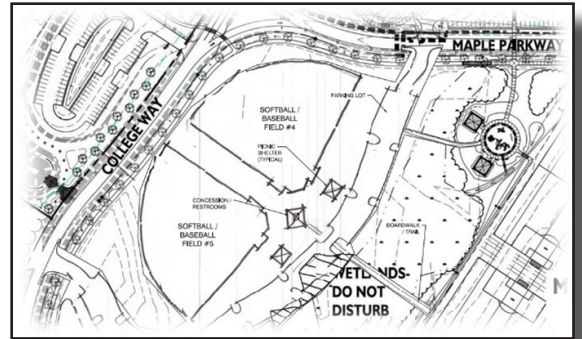 MAPLE PARKWAY
COLLEGE WAY
PARKING LOT
SOFTBALL /
BASEBALL
FIELD #4
PICNIC
SHELTER
(TYPICAL)
CONCESSION /
RESTROOMS
SOFTBALL /
BASEBALL
FIELD #5
BOARDWALK
/ TRAIL
WETLANDS-
DO NOT
DISTURB
M